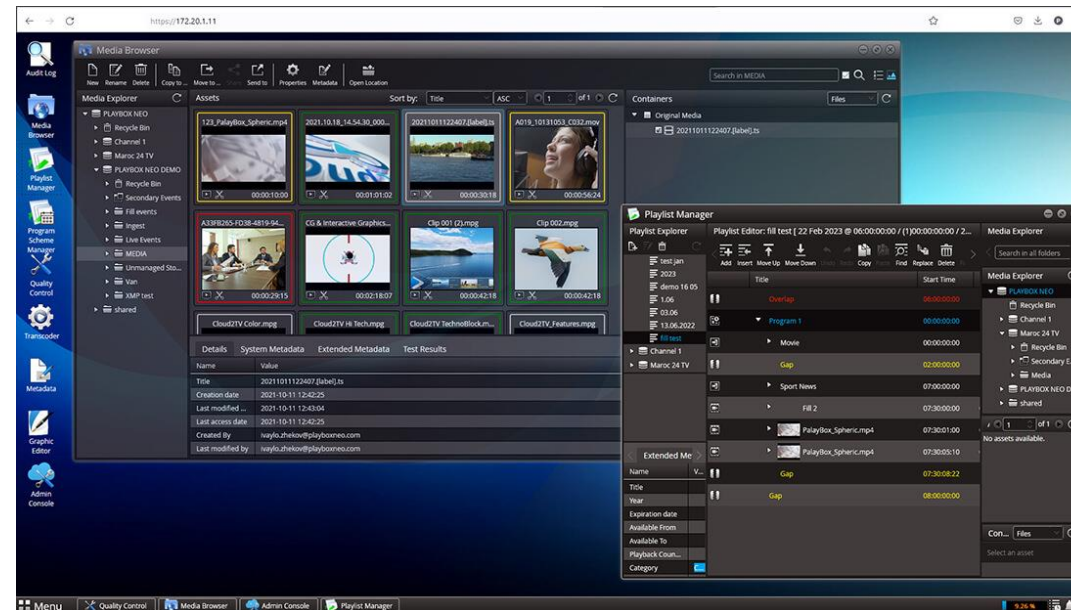 https://172.20.1.11
Audit Log
Media Browser
Playlist Manager
Program Scheme Manager
Quality Control
Transcoder
Metadata
Graphic Editor
Admin Console
Media Browser
New Rename Delete Copy to ... Move to ... Send to Properties Metadata Open Location
Search in MEDIA
Media Explorer
PLAYBOX NEO
Recycle Bin
Channel 1
Maroc 24 TV
PLAYBOX NEO DEMO
Recycle Bin
Secondary Events
Fill events
Ingest
Live Events
MEDIA
Unmanaged Sto...
Van
XMP test
shared
Assets Sort by: Title ASC 1 of 1
123_PalayBox_Spheric.mp4 2021.10.18_14.54.30_000... 20211011122407.[label].ts A019_10131053_C032.mov
00:00:10:00 00:01:01:02 00:00:30:18 00:00:56:24
A33FB265-FD38-4819-94... CG & Interactive Graphics... Clip 001 (2).mpg Clip 002.mpg
00:00:29:15 00:02:18:07 00:00:42:18 00:00:42:18
Cloud2TV Color.mpg Cloud2TV Hi Tech.mpg Cloud2TV TechnoBlock.m... Cloud2TV_Features.mpg
Details System Metadata Extended Metadata Test Results
Name Value
Title 20211011122407.[label].ts
Creation date 2021-10-11 12:42:25
Last modified ... 2021-10-11 12:43:04
Last access date 2021-10-11 12:42:25
Created By ivaylo.zhekov@playboxneo.com
Last modified by ivaylo.zhekov@playboxneo.com
Containers Files
Original Media
20211011122407.[label].ts
Playlist Manager
Playlist Explorer
test jan
2023
demo 16 05
1.06
03.06
13.06.2022
fill test
Channel 1
Maroc 24 TV
Extended Me
Name V...
Title
Year
Expiration date
Available From
Available To
Playback Coun...
Category
Playlist Editor: fill test [ 22 Feb 2023 @ 06:00:00:00 / (1)00:00:00:00 / 2...
Add Insert Move Up Move Down Undo Copy Find Replace Delete
Title Start Time
Overlap 06:00:00:00
Program 1 00:00:00:00
Movie 00:00:00:00
Gap 02:00:00:00
Sport News 07:00:00:00
Fill 2 07:30:00:00
PalayBox_Spheric.mp4 07:30:01:00
PalayBox_Spheric.mp4 07:30:05:10
Gap 07:30:08:22
Gap 08:00:00:00
Media Explorer
Search in all folders
Media Explorer
PLAYBOX NEO
Recycle Bin
Channel 1
Maroc 24 TV
Recycle Bin
Secondary E
Media
PLAYBOX NEO D
shared
1 of 1
No assets available.
Con... Files
Select an asset
Menu Quality Control Media Browser Admin Console Playlist Manager 9.26 %